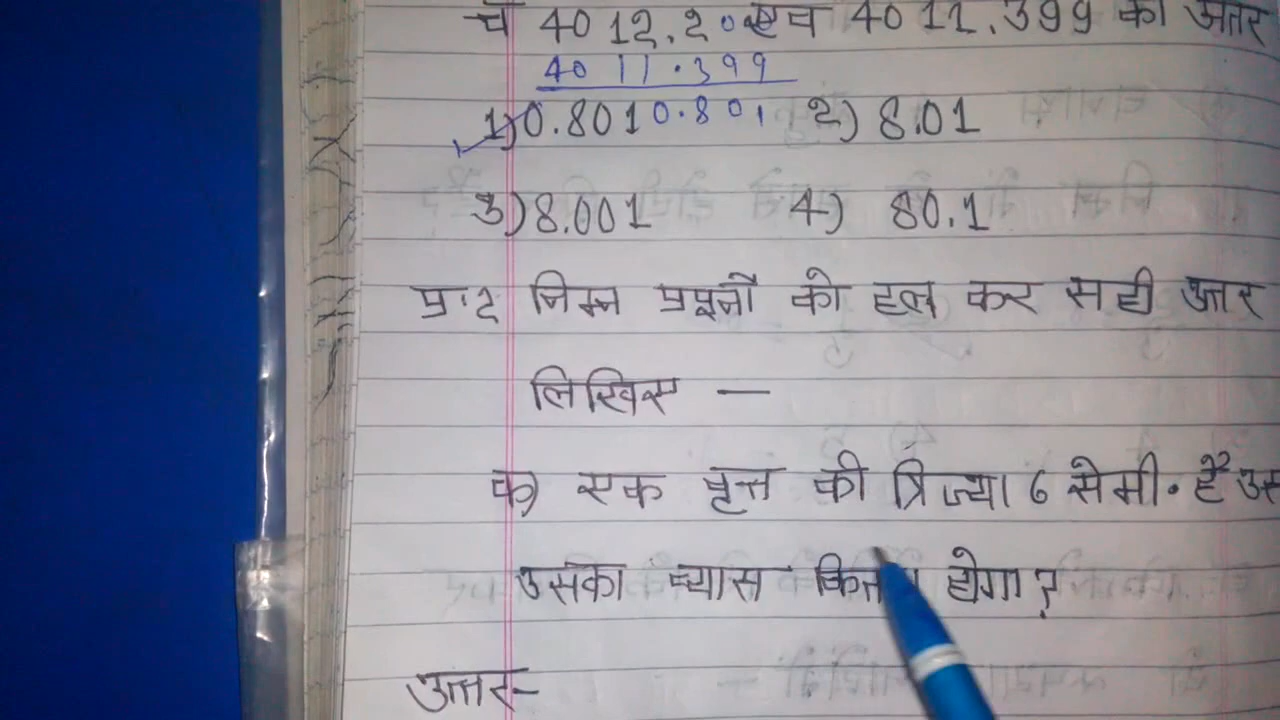 च 4012.20 एव 4011.399 का अंतर
4011.399
1) 0.801 0.801 2) 8.01
3) 8.001 4) 80.1
प्र.2 निम्न प्रश्नों को हल कर सही उत्तर
लिखिए —
क) एक वृत्त की त्रिज्या 6 सेमी. हैं उस
उसका व्यास कितना होगा?
उत्तर-